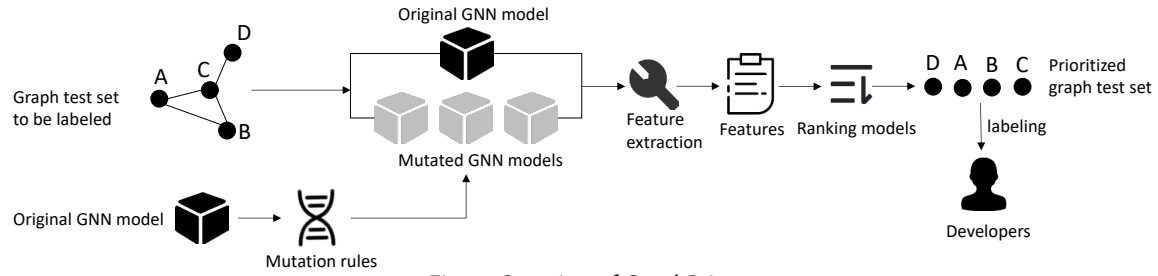 Original GNN model
D
A
C
B
Graph test set
to be labeled
Mutated GNN models
Feature
extraction
Features
Ranking models
D A B C
Prioritized
graph test set
labeling
Developers
Original GNN model
Mutation rules